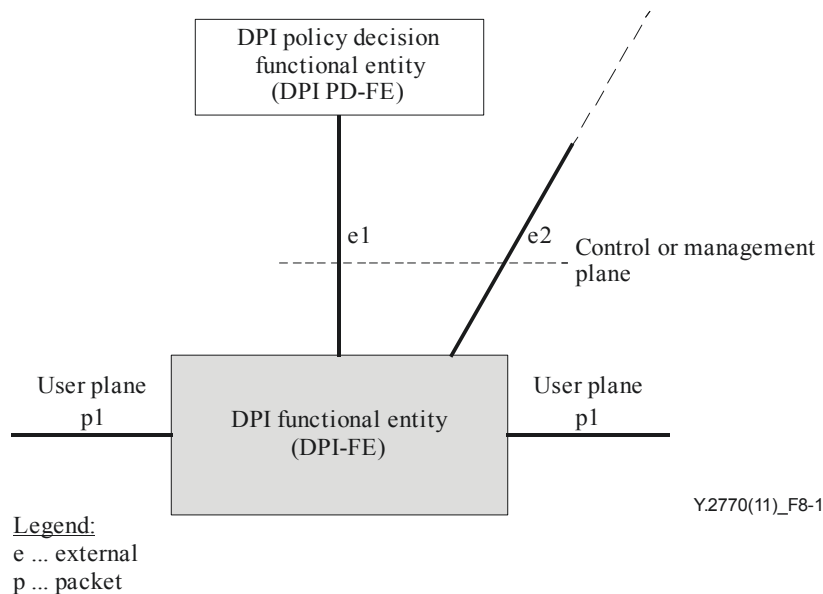 DPI policy decision
functional entity
(DPI PD-FE)
e1
e2
Control or management
plane
User plane
p1
DPI functional entity
(DPI-FE)
User plane
p1
Y.2770(11)_F8-1
Legend:
e ... external
p ... packet